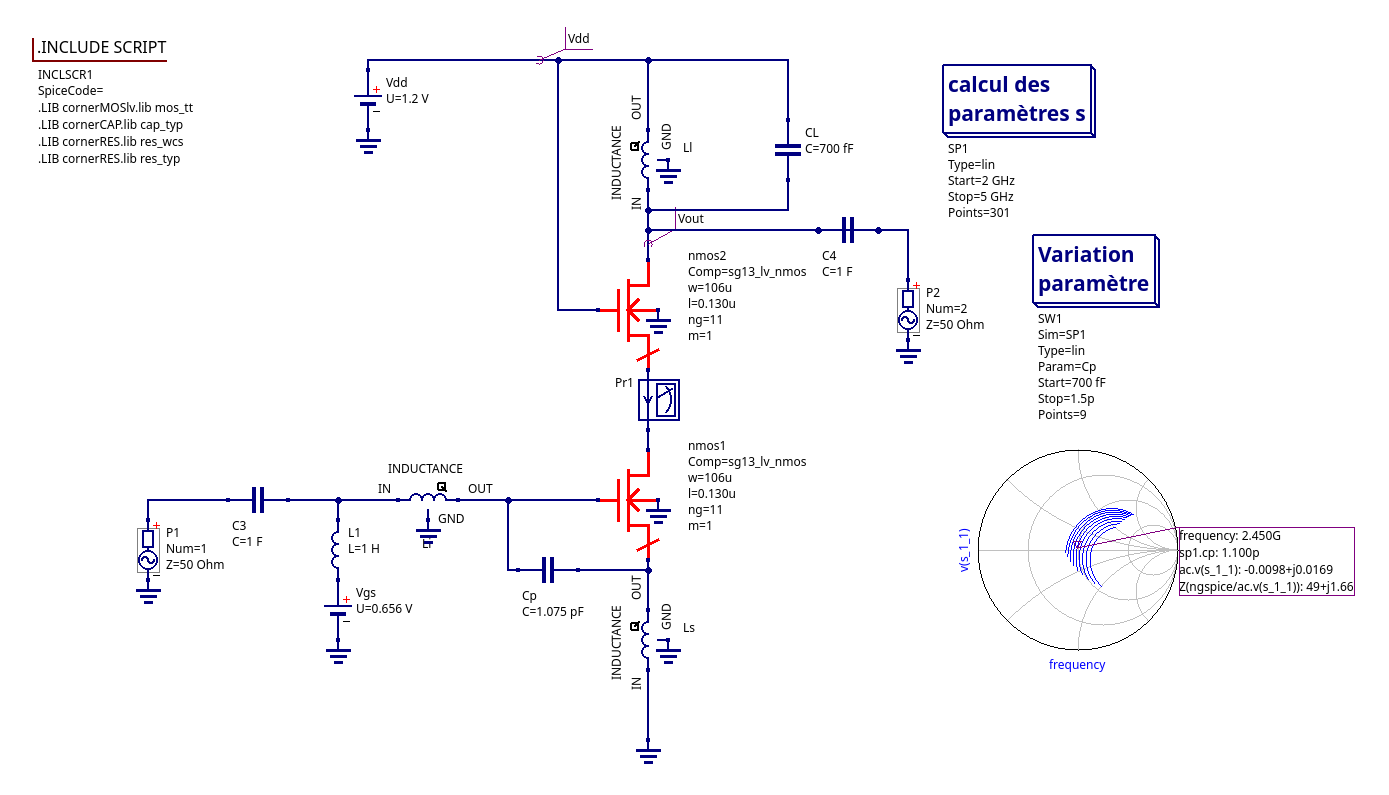 .INCLUDE SCRIPT
INCLSCR1
SpiceCode=
.LIB cornerMOSlv.lib mos_tt
.LIB cornerCAP.lib cap_typ
.LIB cornerRES.lib res_wcs
.LIB cornerRES.lib res_typ
Vdd
Vdd
U=1.2 V
OUT
GND
INDUCTANCE
Ll
IN
CL
C=700 fF
Vout
calcul des
paramètres s
SP1
Type=lin
Start=2 GHz
Stop=5 GHz
Points=301
nmos2
Comp=sg13_lv_nmos
w=106u
l=0.130u
ng=11
m=1
C4
C=1 F
P2
Num=2
Z=50 Ohm
Variation
paramètre
SW1
Sim=SP1
Type=lin
Param=Cp
Start=700 fF
Stop=1.5p
Points=9
Pr1
nmos1
Comp=sg13_lv_nmos
w=106u
l=0.130u
ng=11
m=1
INDUCTANCE
IN
OUT
GND
P1
Num=1
Z=50 Ohm
C3
C=1 F
L1
L=1 H
Vgs
U=0.656 V
Cp
C=1.075 pF
OUT
GND
INDUCTANCE
Ls
IN
v(s_1_1)
frequency: 2.450G
sp1.cp: 1.100p
ac.v(s_1_1): -0.0098+j0.0169
Z(ngspice/ac.v(s_1_1)): 49+j1.66
frequency